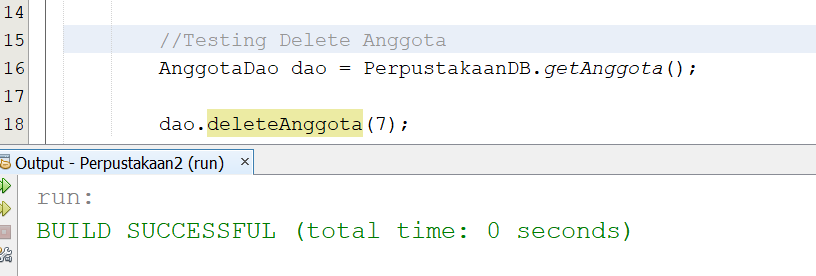 14
15 //Testing Delete Anggota
16 AnggotaDao dao = PerpustakaanDB.getAnggota();
17
18 dao.deleteAnggota(7);
Output - Perpustakaan2 (run) ×
run:
BUILD SUCCESSFUL (total time: 0 seconds)